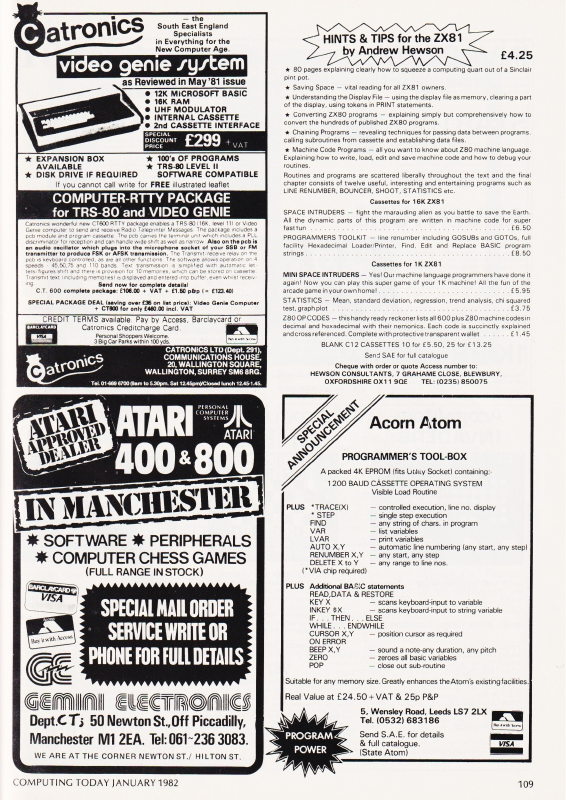 Catronics
– the
South East England
Specialists
in Everything for the
New Computer Age.
video genie system
as Reviewed in May '81 issue
● 12K MICROSOFT BASIC
● 16K RAM
● UHF MODULATOR
● INTERNAL CASSETTE
● 2nd CASSETTE INTERFACE
SPECIAL
DISCOUNT
PRICE
£299 + VAT
★ EXPANSION BOX
AVAILABLE
★ DISK DRIVE IF REQUIRED
★ 100's OF PROGRAMS
★ TRS-80 LEVEL II
SOFTWARE COMPATIBLE
If you cannot call write for FREE illustrated leaflet
COMPUTER-RTTY PACKAGE
for TRS-80 and VIDEO GENIE
Catronics wonderful new CT600 RTTY package enables a TRS-80 (16K, level 11) or Video
Genie computer to send and receive Radio Teleprinter Messages. The package includes a
pcb module and program cassette. The pcb carries the terminal unit which includes a PLL
discriminator for reception and can handle wide shift as well as narrow. Also on the pcb is
an audio oscillator which plugs into the microphone socket of your SSB or FM
transmitter to produce FSK or AFSK transmission. The Transmit-receive relay on the
pcb is keyboard controlled, as are all other functions. The software allows operation on 4
speeds - 45,50,75 and 110 bands. Text transmission is simplified with automatic let-
ters-figures shift and there is provision for 10 memories, which can be stored on cassette.
Transmit text (including memories) is displayed and entered into buffer, even whilst receiv-
ing.
Send now for complete details!
C.T. 600 complete package: £108.00 + VAT + £1.50 pbp (= £123.40)
SPECIAL PACKAGE DEAL (saving over £36 on list price): Video Genie Computer
+ CT600 for only £460.00 incl. VAT
CREDIT TERMS available. Pay by Access, Barclaycard or
Catronics Creditcharge Card.
Personal Shoppers Welcome.
3 Big Car Parks within 100 yds.
BARCLAYCARD
VISA
Catronics
CATRONICS LTD (Dept. 291),
COMMUNICATIONS HOUSE,
20, WALLINGTON SQUARE,
WALLINGTON, SURREY SM6 8RG.
Tel. 01-669 6700 (9am to 5.30pm. Sat 12.45pm)/Closed lunch 12.45-1.45.
HINTS & TIPS for the ZX81
by Andrew Hewson
£4.25
★ 80 pages explaining clearly how to squeeze a computing quart out of a Sinclair
pint pot.
★ Saving Space – vital reading for all ZX81 owners.
★ Understanding the Display File – using the display file as memory, clearing a part
of the display, using tokens in PRINT statements.
★ Converting ZX80 programs – explaining simply but comprehensively how to
convert the hundreds of published ZX80 programs.
★ Chaining Programs – revealing techniques for passing data between programs,
calling subroutines from cassette and establishing data files.
★ Machine Code Programs – all you want to know about Z80 machine language.
Explaining how to write, load, edit and save machine code and how to debug your
routines.
Routines and programs are scattered liberally throughout the text and the final
chapter consists of twelve useful, interesting and entertaining programs such as
LINE RENUMBER, BOUNCER, SHOOT, STATISTICS etc.
Cassettes for 16K ZX81
SPACE INTRUDERS – fight the marauding alien as you battle to save the Earth.
All the dynamic parts of this program are written in machine code for super
fast fun £6.50
PROGRAMMERS TOOLKIT – line renumber including GOSUBs and GOTOs, full
facility Hexadecimal Loader/Printer, Find, Edit and Replace BASIC program
strings £8.50
Cassettes for 1K ZX81
MINI SPACE INTRUDERS – Yes! Our machine language programmers have done it
again! Now you can play this super game of your 1K machine! All the fun of the
arcade game in your own home! £5.95
STATISTICS – Mean, standard deviation, regression, trend analysis, chi squared
test, graph plot £3.75
Z80 OP CODES – this handy ready reckoner lists all 600 plus Z80 machine codes in
decimal and hexadecimal with their nemonics. Each code is succinctly explained
and cross referenced. Complete with protective transparent wallet £1.45
BLANK C12 CASSETTES 10 for £5.50, 25 for £13.25
Send SAE for full catalogue
Cheque with order or quote Access number to:
HEWSON CONSULTANTS, 7 GRAHAME CLOSE, BLEWBURY,
OXFORDSHIRE OX11 9QE TEL: (0235) 850075
ATARI
APPROVED
DEALER
ATARI
PERSONAL
COMPUTER
SYSTEMS
ATARI
400 & 800
IN MANCHESTER
✶ SOFTWARE ✶ PERIPHERALS
✶ COMPUTER CHESS GAMES
(FULL RANGE IN STOCK)
BARCLAYCARD
VISA
Buy it with Access
SPECIAL MAIL ORDER
SERVICE WRITE OR
PHONE FOR FULL DETAILS
GEMINI ELECTRONICS
Dept.CT; 50 Newton St., Off Piccadilly,
Manchester M1 2EA. Tel: 061-236 3083.
WE ARE AT THE CORNER NEWTON ST./ HILTON ST.
SPECIAL
ANNOUNCEMENT
Acorn Atom
PROGRAMMER'S TOOL-BOX
A packed 4K EPROM (fits Utility Socket) containing:-
1200 BAUD CASSETTE OPERATING SYSTEM
Visible Load Routine
PLUS *TRACE(X) – controlled execution, line no. display
* STEP – single step execution
FIND – any string of chars. in program
VAR – list variables
LVAR – print variables
AUTO X,Y – automatic line numbering (any start, any step)
RENUMBER X,Y – any start, any step
DELETE X to Y – any range to line nos.
(*VIA chip required)
PLUS Additional BASIC statements
READ,DATA & RESTORE
KEY X – scans keyboard-input to variable
INKEY $X – scans keyboard-input to string variable
IF . . . THEN . . . ELSE
WHILE . . . ENDWHILE
CURSOR X,Y – position cursor as required
ON ERROR
BEEP X,Y – sound a note-any duration, any pitch
ZERO – zeroes all basic variables
POP – close out sub-routine
Suitable for any memory size. Greatly enhances the Atom's existing facilities.
Real Value at £24.50 + VAT & 25p P&P
PROGRAM
POWER
5, Wensley Road, Leeds LS7 2LX
Tel. (0532) 683186
Send S.A.E. for details
& full catalogue.
(State Atom)
VISA
COMPUTING TODAY JANUARY 1982
109